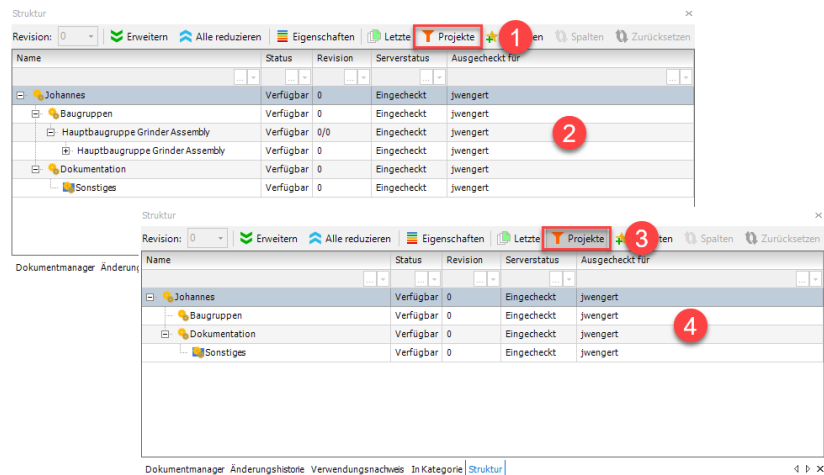 Struktur
Revision: 0 Erweitern Alle reduzieren Eigenschaften Letzte Projekte 1 en Spalten Zurücksetzen
Name Status Revision Serverstatus Ausgecheckt für
Johannes Verfügbar 0 Eingecheckt jwengert
Baugruppen Verfügbar 0 Eingecheckt jwengert
Hauptbaugruppe Grinder Assembly Verfügbar 0/0 Eingecheckt jwengert
Hauptbaugruppe Grinder Assembly Verfügbar 0 Eingecheckt jwengert
Dokumentation Verfügbar 0 Eingecheckt jwengert
Sonstiges Verfügbar 0 Eingecheckt jwengert
2
Dokumentmanager Änderung
Struktur
Revision: 0 Erweitern Alle reduzieren Eigenschaften Letzte Projekte 3 ten Spalten Zurücksetzen
Name Status Revision Serverstatus Ausgecheckt für
Johannes Verfügbar 0 Eingecheckt jwengert
Baugruppen Verfügbar 0 Eingecheckt jwengert
Dokumentation Verfügbar 0 Eingecheckt jwengert
Sonstiges Verfügbar 0 Eingecheckt jwengert
4
Dokumentmanager Änderungshistorie Verwendungsnachweis In Kategorie Struktur